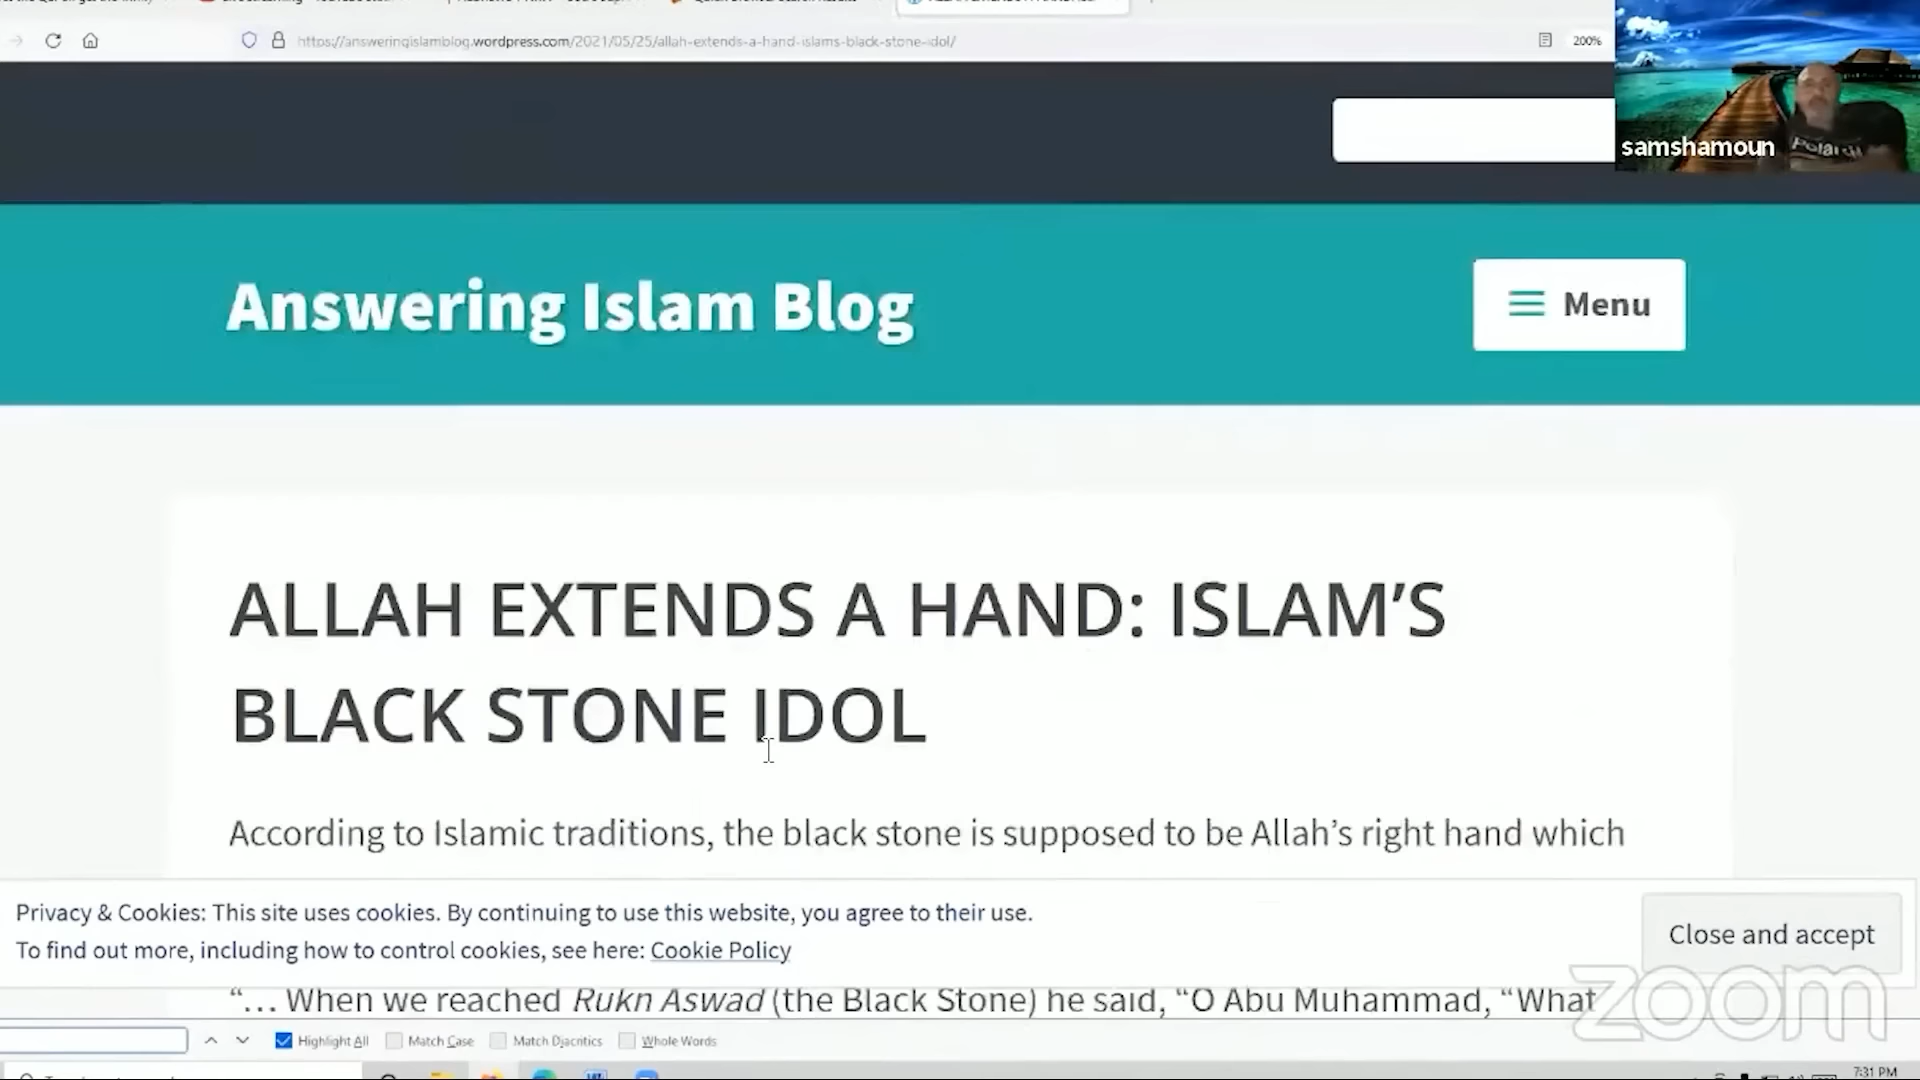 https://answeringislamblog.wordpress.com/2021/05/25/allah-extends-a-hand-islams-black-stone-idol/
200%
Polar
samshamoun
Answering Islam Blog
Menu
ALLAH EXTENDS A HAND: ISLAM’S
BLACK STONE IDOL
According to Islamic traditions, the black stone is supposed to be Allah’s right hand which
Privacy & Cookies: This site uses cookies. By continuing to use this website, you agree to their use.
To find out more, including how to control cookies, see here: Cookie Policy
Close and accept
“… When we reached Rukn Aswad (the Black Stone) he said, “O Abu Muhammad, “What
zoom
Highlight All Match Case Match Diacritics Whole Words
7:31 PM